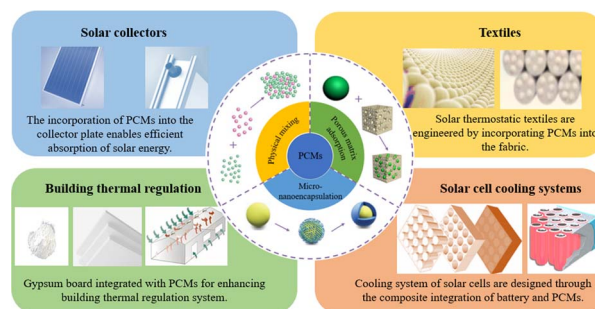 Solar collectors
The incorporation of PCMs into the
collector plate enables efficient
absorption of solar energy.
Textiles
Solar thermostatic textiles are
engineered by incorporating PCMs into
the fabric.
Physical mixing
Porous matrix
adsorption
PCMs
Micro-
nanoencapsulation
Building thermal regulation
Gypsum board integrated with PCMs for enhancing
building thermal regulation system.
Solar cell cooling systems
Cooling system of solar cells are designed through
the composite integration of battery and PCMs.